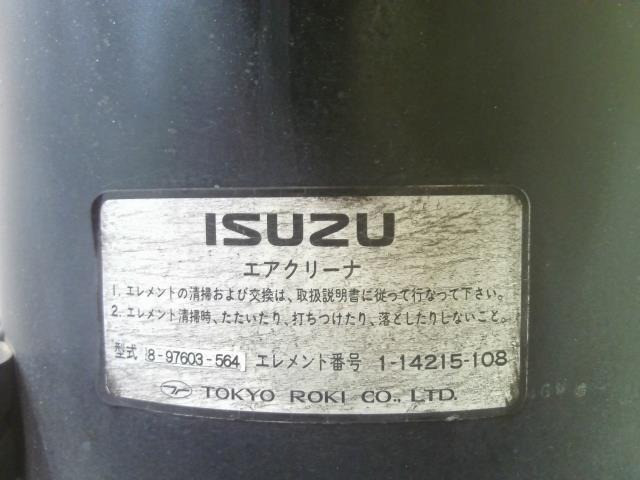 ISUZU
エアクリーナ
1. エレメントの清掃および交換は、取扱説明書に従って行なって下さい。
2. エレメント清掃時、たたいたり、打ちつけたり、落としたりしないこと。
型式 8-97603-564 エレメント番号 1-14215-108
TOKYO ROKI CO., LTD.